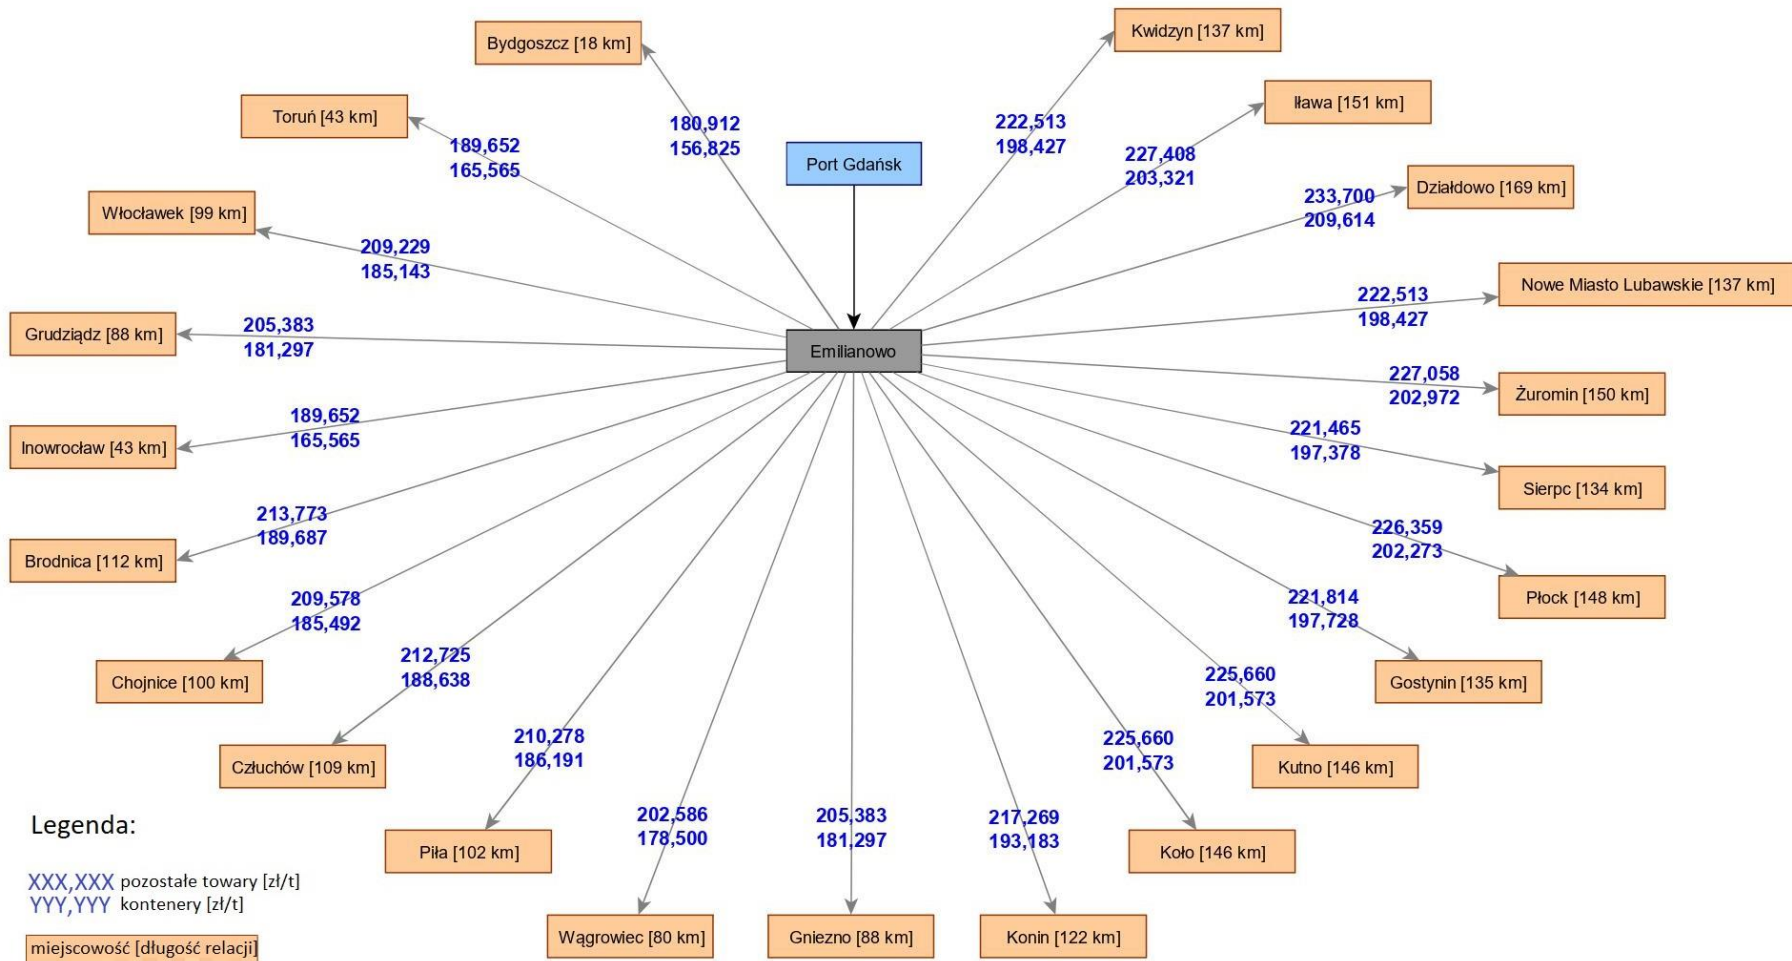 Bydgoszcz [18 km]
Kwidzyn [137 km]
Toruń [43 km]
Iława [151 km]
180,912
156,825
222,513
198,427
189,652
165,565
Port Gdańsk
227,408
203,321
Działdowo [169 km]
Włocławek [99 km]
233,700
209,614
209,229
185,143
Nowe Miasto Lubawskie [137 km]
222,513
198,427
Grudziądz [88 km]
205,383
181,297
Emilianowo
227,058
202,972
Żuromin [150 km]
Inowrocław [43 km]
189,652
165,565
221,465
197,378
Sierpc [134 km]
Brodnica [112 km]
213,773
189,687
226,359
202,273
Płock [148 km]
209,578
185,492
221,814
197,728
Chojnice [100 km]
212,725
188,638
225,660
201,573
Gostynin [135 km]
Człuchów [109 km]
210,278
186,191
225,660
201,573
Kutno [146 km]
202,586
178,500
205,383
181,297
217,269
193,183
Piła [102 km]
Koło [146 km]
Wągrowiec [80 km]
Gniezno [88 km]
Konin [122 km]
Legenda:
XXX,XXX pozostałe towary [zł/t]
YYY,YYY kontenery [zł/t]
miejscowość [długość relacji]